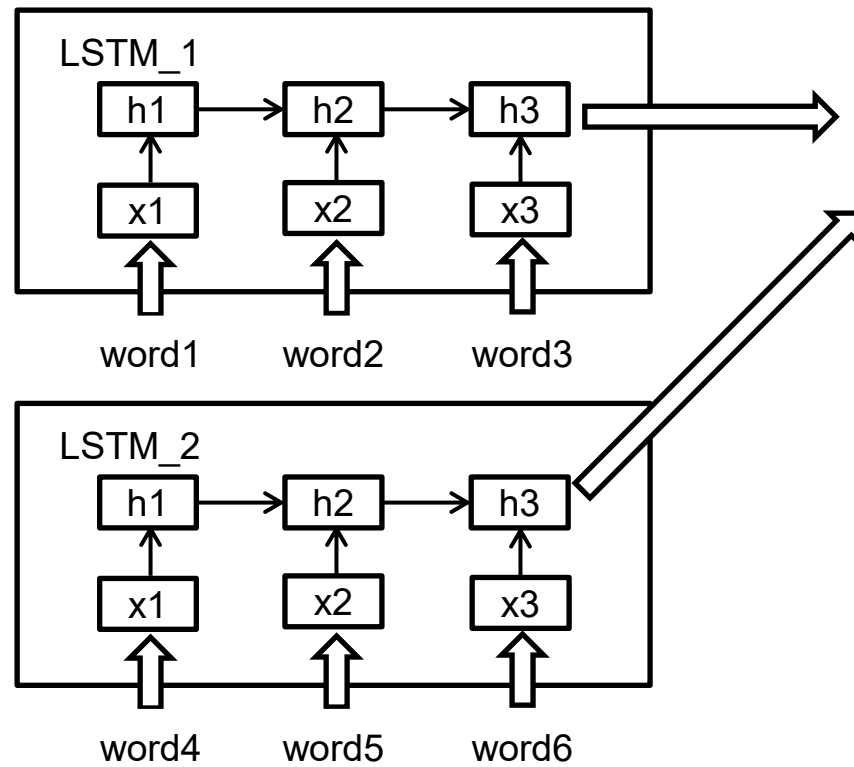 LSTM_1
h1 h2 h3
x1 x2 x3
word1 word2 word3
LSTM_2
h1 h2 h3
x1 x2 x3
word4 word5 word6